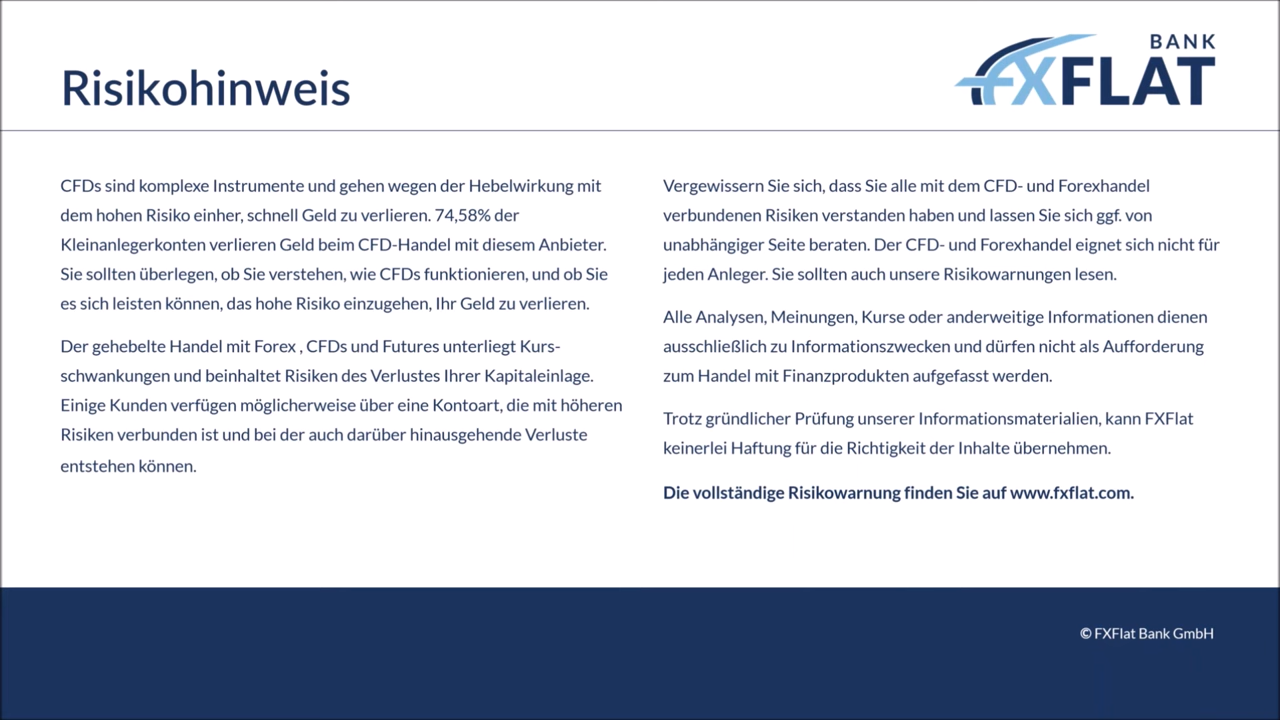 Risikohinweis
BANK
FXFLAT
CFDs sind komplexe Instrumente und gehen wegen der Hebelwirkung mit
dem hohen Risiko einher, schnell Geld zu verlieren. 74,58% der
Kleinanlegerkonten verlieren Geld beim CFD-Handel mit diesem Anbieter.
Sie sollten überlegen, ob Sie verstehen, wie CFDs funktionieren, und ob Sie
es sich leisten können, das hohe Risiko einzugehen, Ihr Geld zu verlieren.
Der gehebelte Handel mit Forex , CFDs und Futures unterliegt Kurs-
schwankungen und beinhaltet Risiken des Verlustes Ihrer Kapitaleinlage.
Einige Kunden verfügen möglicherweise über eine Kontoart, die mit höheren
Risiken verbunden ist und bei der auch darüber hinausgehende Verluste
entstehen können.
Vergewissern Sie sich, dass Sie alle mit dem CFD- und Forexhandel
verbundenen Risiken verstanden haben und lassen Sie sich ggf. von
unabhängiger Seite beraten. Der CFD- und Forexhandel eignet sich nicht für
jeden Anleger. Sie sollten auch unsere Risikowarnungen lesen.
Alle Analysen, Meinungen, Kurse oder anderweitige Informationen dienen
ausschließlich zu Informationszwecken und dürfen nicht als Aufforderung
zum Handel mit Finanzprodukten aufgefasst werden.
Trotz gründlicher Prüfung unserer Informationsmaterialien, kann FXFlat
keinerlei Haftung für die Richtigkeit der Inhalte übernehmen.
Die vollständige Risikowarnung finden Sie auf www.fxflat.com.
© FXFlat Bank GmbH